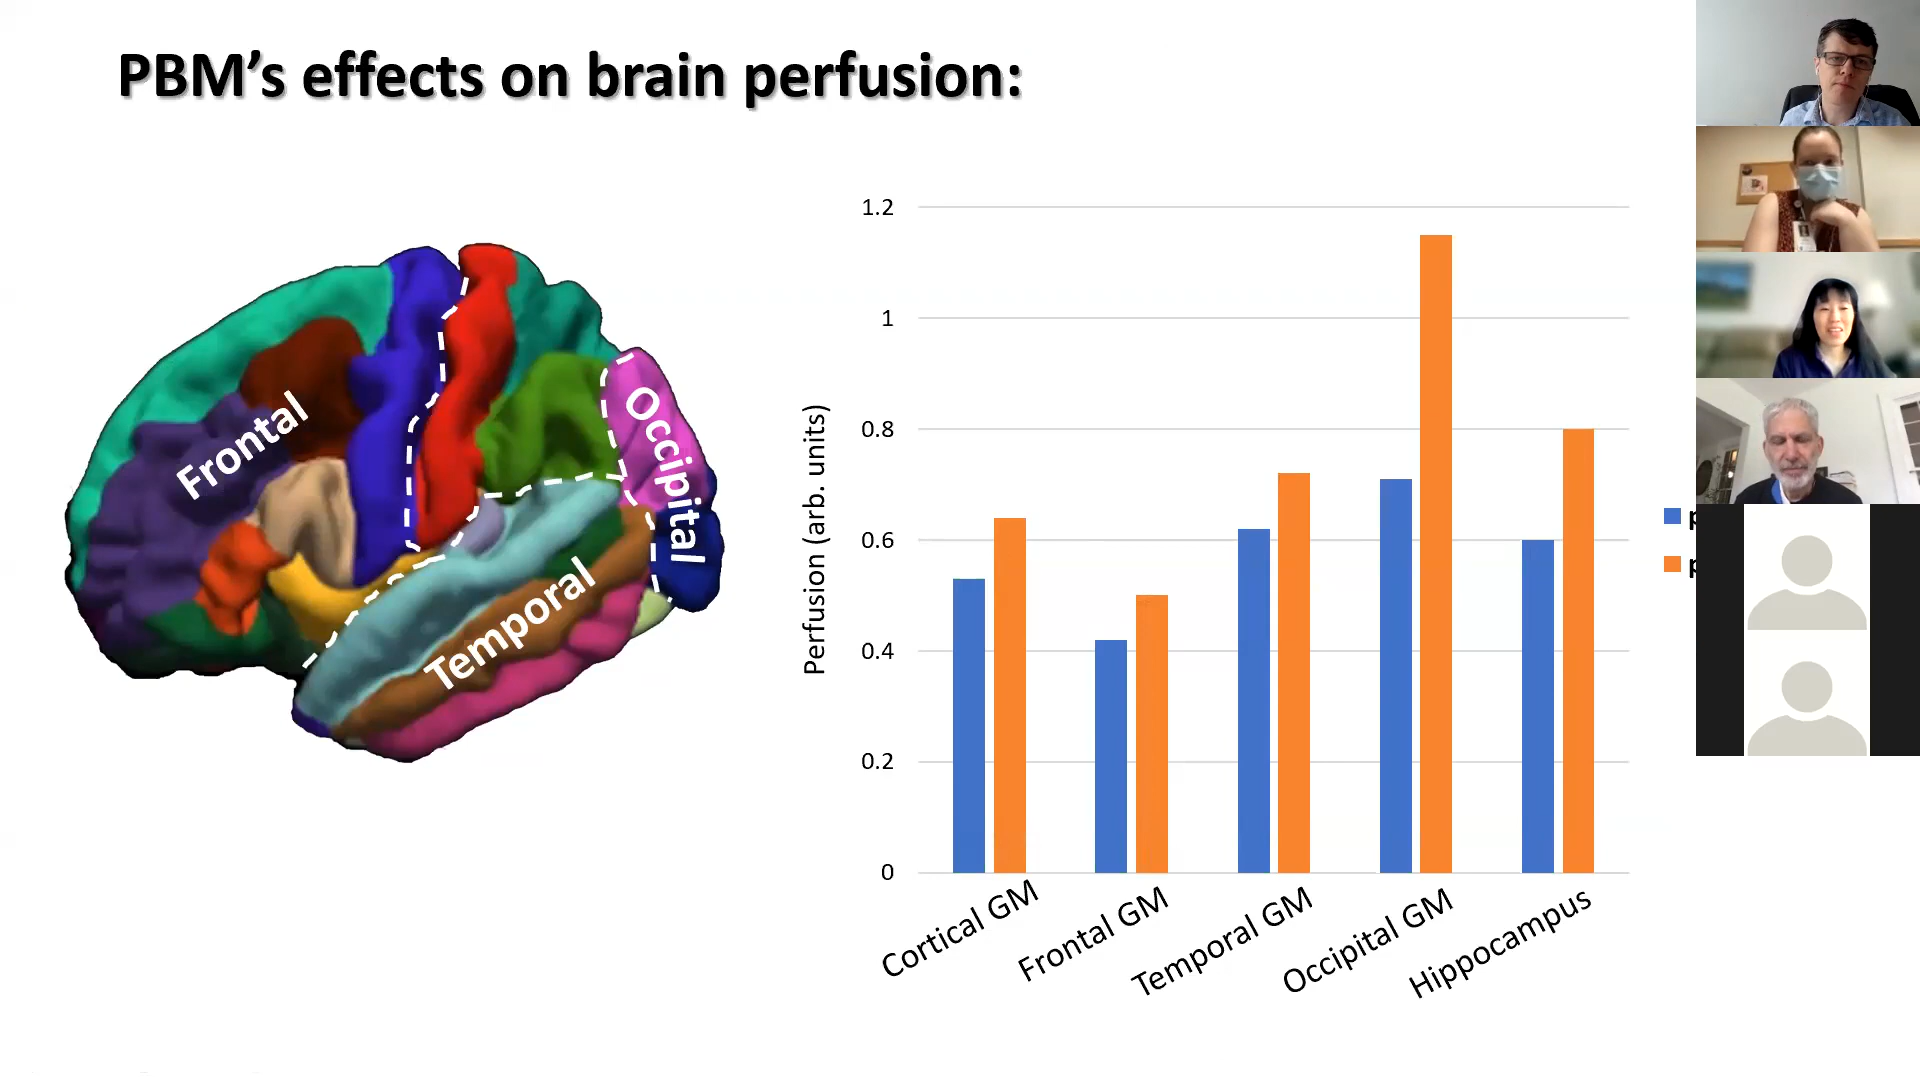 PBM’s effects on brain perfusion:
Frontal
Occipital
Temporal
Perfusion (arb. units)
1.2
1
0.8
0.6
0.4
0.2
0
Cortical GM
Frontal GM
Temporal GM
Occipital GM
Hippocampus